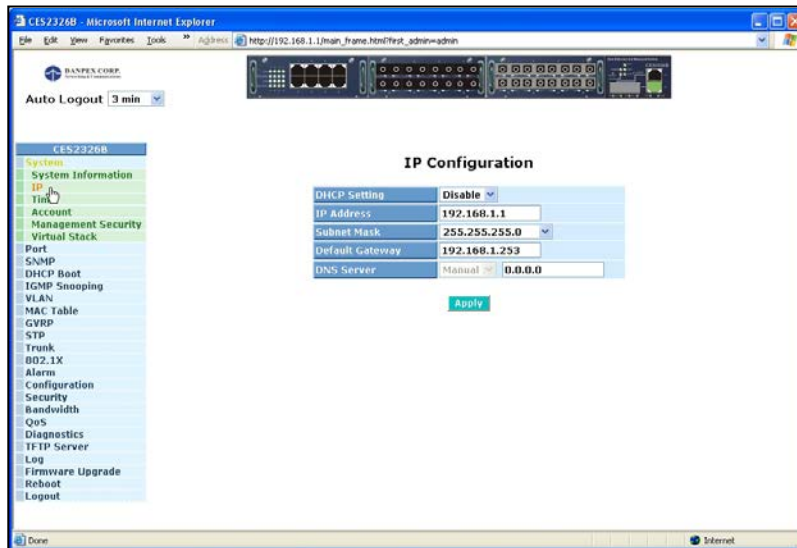 CES2326B - Microsoft Internet Explorer
File Edit View Favorites Tools » Address http://192.168.1.1/main_frame.html?first_admin=admin
DANPEX CORP.
Auto Logout 3 min
CES2326B
System
System Information
IP
Time
Account
Management Security
Virtual Stack
Port
SNMP
DHCP Boot
IGMP Snooping
VLAN
MAC Table
GVRP
STP
Trunk
802.1X
Alarm
Configuration
Security
Bandwidth
QoS
Diagnostics
TFTP Server
Log
Firmware Upgrade
Reboot
Logout
IP Configuration
DHCP Setting Disable
IP Address 192.168.1.1
Subnet Mask 255.255.255.0
Default Gateway 192.168.1.253
DNS Server Manual 0.0.0.0
Apply
Done Internet